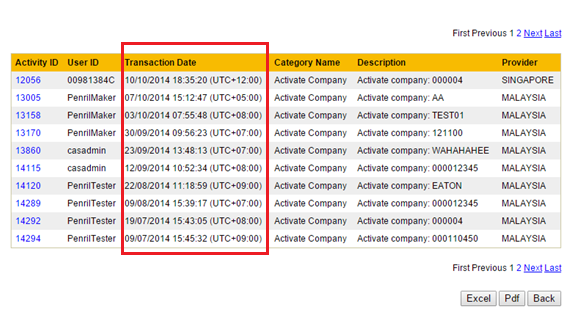 First Previous 1 2 Next Last
Activity ID User ID Transaction Date Category Name Description Provider
12056 00981384C 10/10/2014 18:35:20 (UTC+12:00) Activate Company Activate company: 000004 SINGAPORE
13005 PenrilMaker 07/10/2014 15:12:47 (UTC+05:00) Activate Company Activate company: AA MALAYSIA
13158 PenrilMaker 03/10/2014 07:55:48 (UTC+08:00) Activate Company Activate company: TEST01 MALAYSIA
13170 PenrilMaker 30/09/2014 09:56:23 (UTC+07:00) Activate Company Activate company: 121100 MALAYSIA
13860 casadmin 23/09/2014 13:48:13 (UTC+07:00) Activate Company Activate company: WAHAHAHEE MALAYSIA
14115 casadmin 12/09/2014 10:52:34 (UTC+08:00) Activate Company Activate company: 000012345 MALAYSIA
14120 PenrilTester 22/08/2014 11:18:59 (UTC+09:00) Activate Company Activate company: EATON MALAYSIA
14289 PenrilTester 09/08/2014 15:39:17 (UTC+07:00) Activate Company Activate company: 000012345 MALAYSIA
14292 PenrilTester 19/07/2014 15:43:05 (UTC+08:00) Activate Company Activate company: 000004 MALAYSIA
14294 PenrilTester 09/07/2014 15:45:32 (UTC+09:00) Activate Company Activate company: 000110450 MALAYSIA
First Previous 1 2 Next Last
Excel Pdf Back